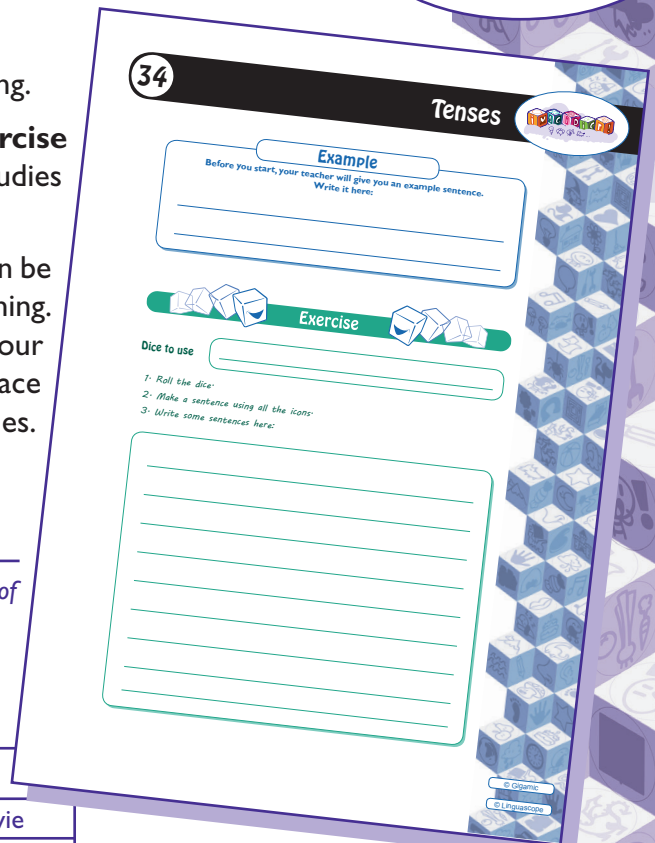 ng.
rcise
udies
n be
ning.
our
ace
es.
of
vie
34
Tenses
Example
Before you start, your teacher will give you an example sentence.
Write it here:
Exercise
Dice to use
1. Roll the dice.
2. Make a sentence using all the icons.
3. Write some sentences here:
© Gigamic
© Linguascope